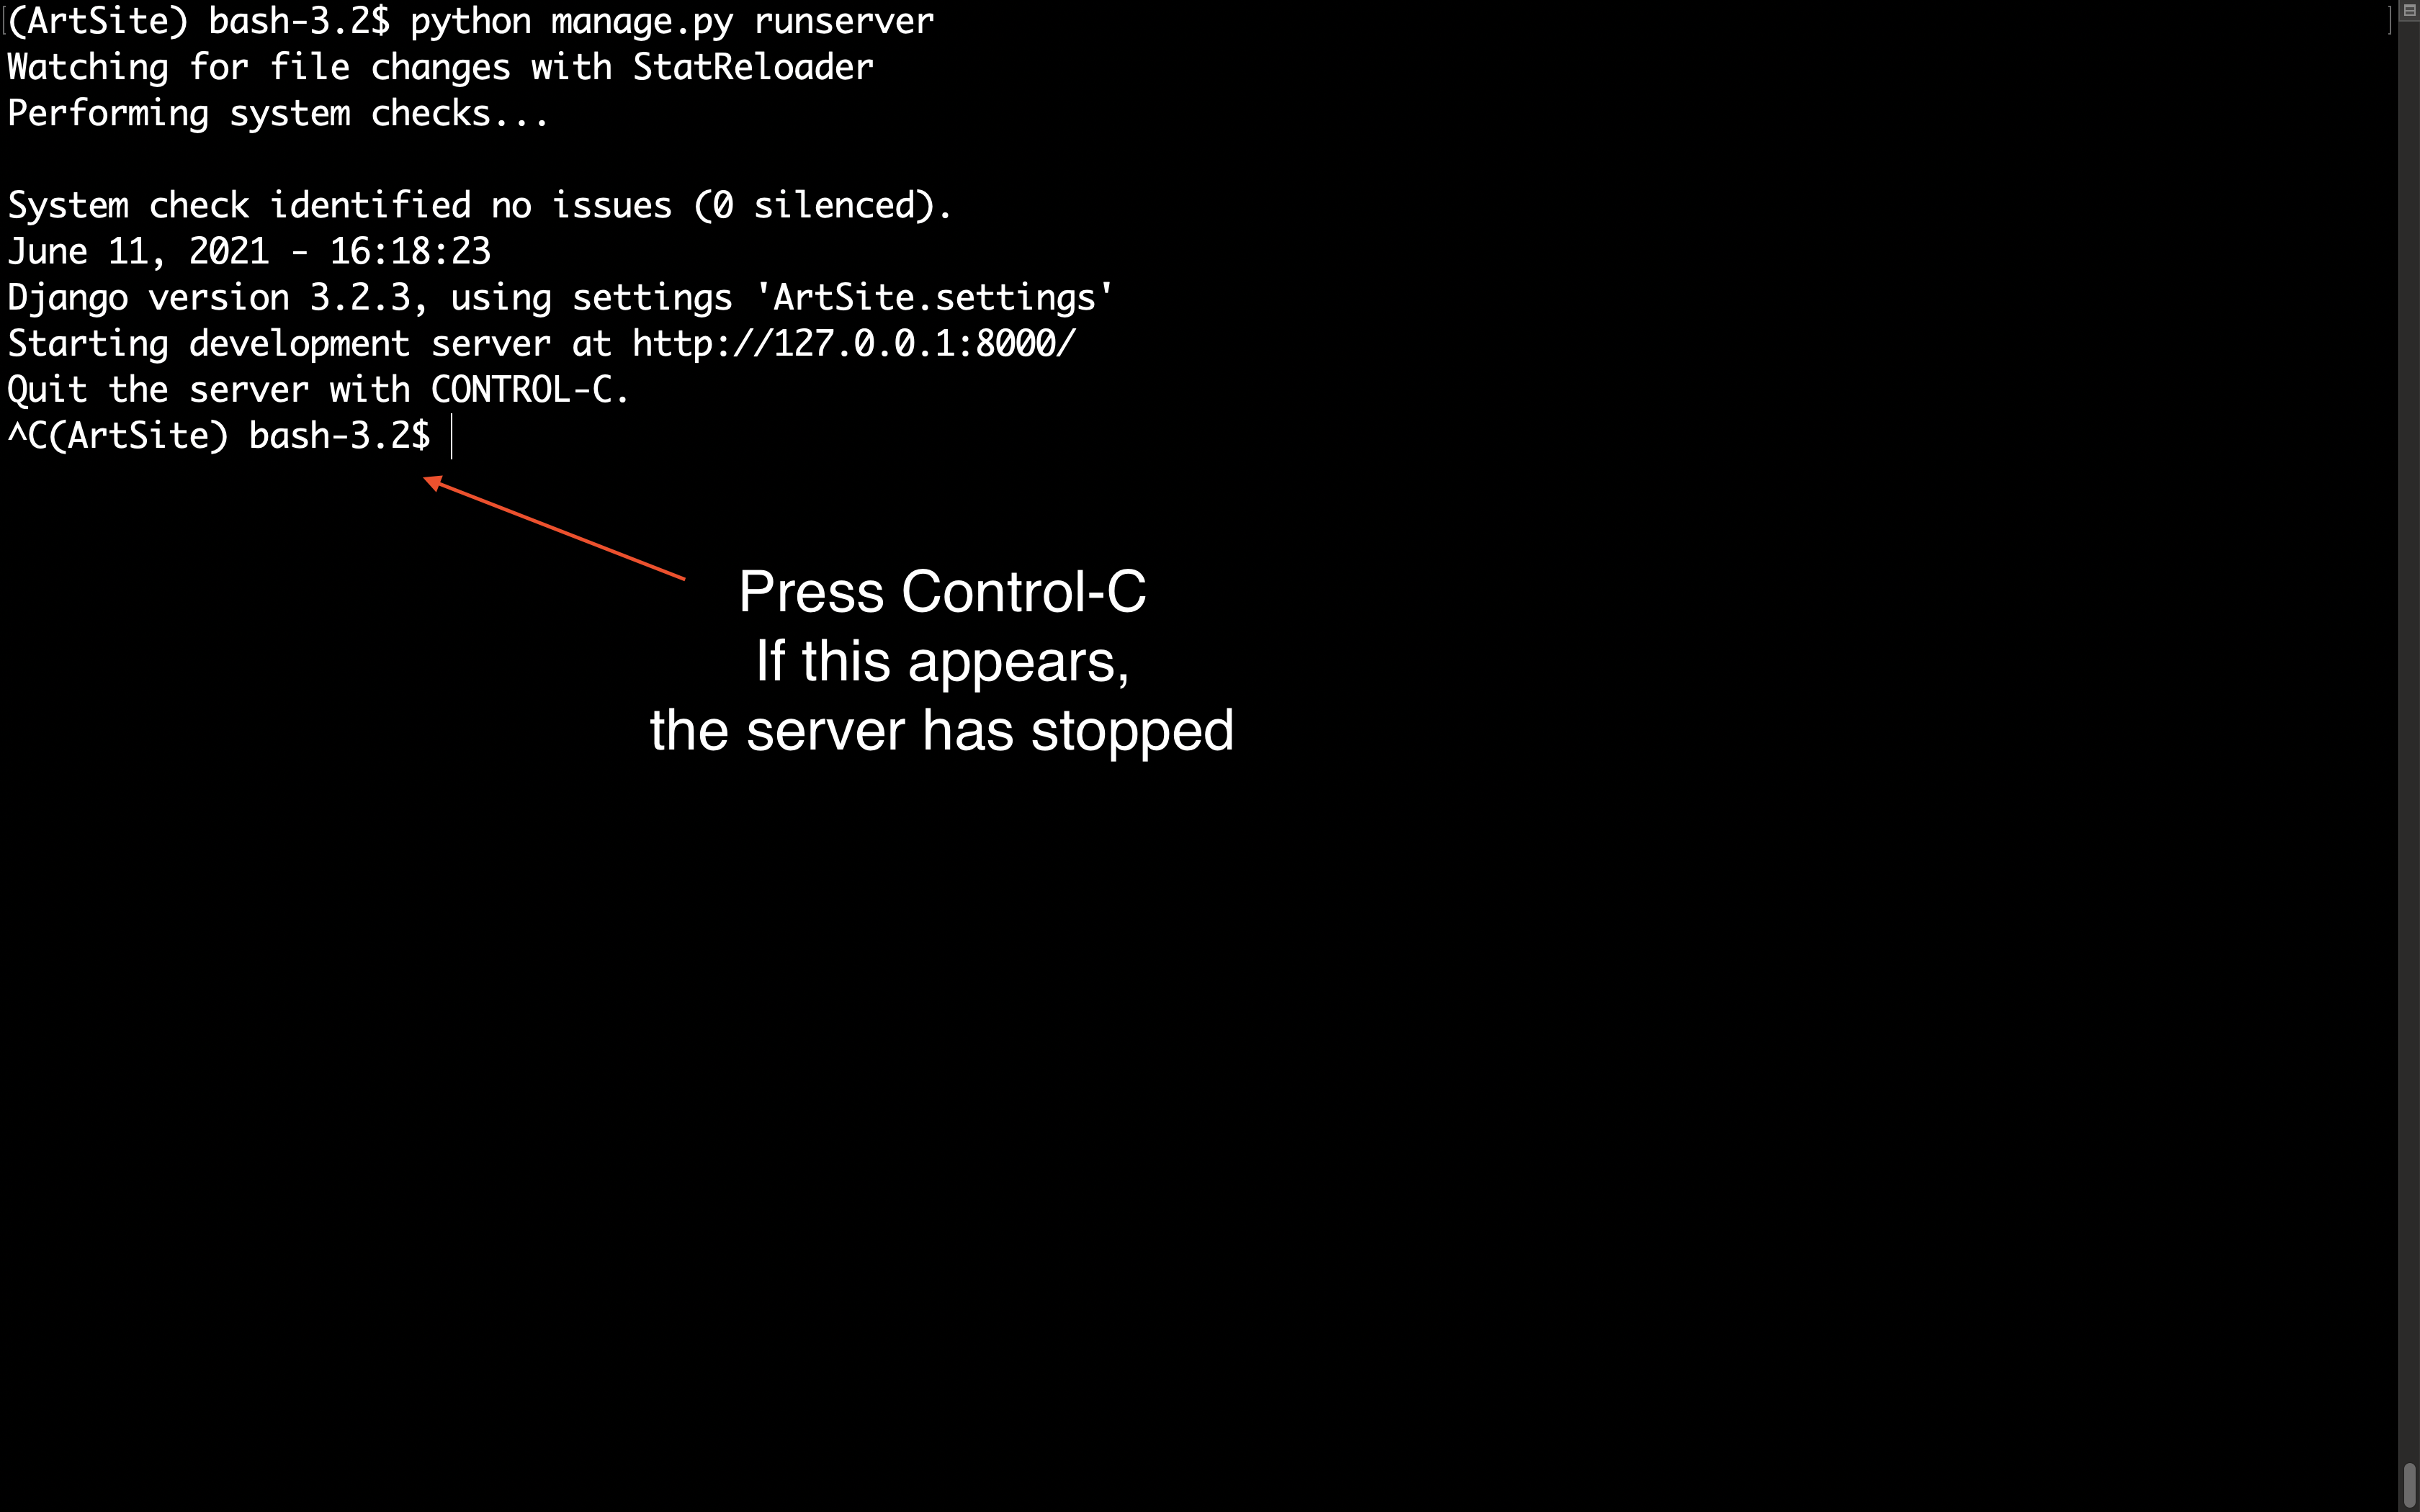 (ArtSite) bash-3.2$ python manage.py runserver
Watching for file changes with StatReloader
Performing system checks...
System check identified no issues (0 silenced).
June 11, 2021 - 16:18:23
Django version 3.2.3, using settings 'ArtSite.settings'
Starting development server at http://127.0.0.1:8000/
Quit the server with CONTROL-C.
^C(ArtSite) bash-3.2$
Press Control-C
If this appears,
the server has stopped